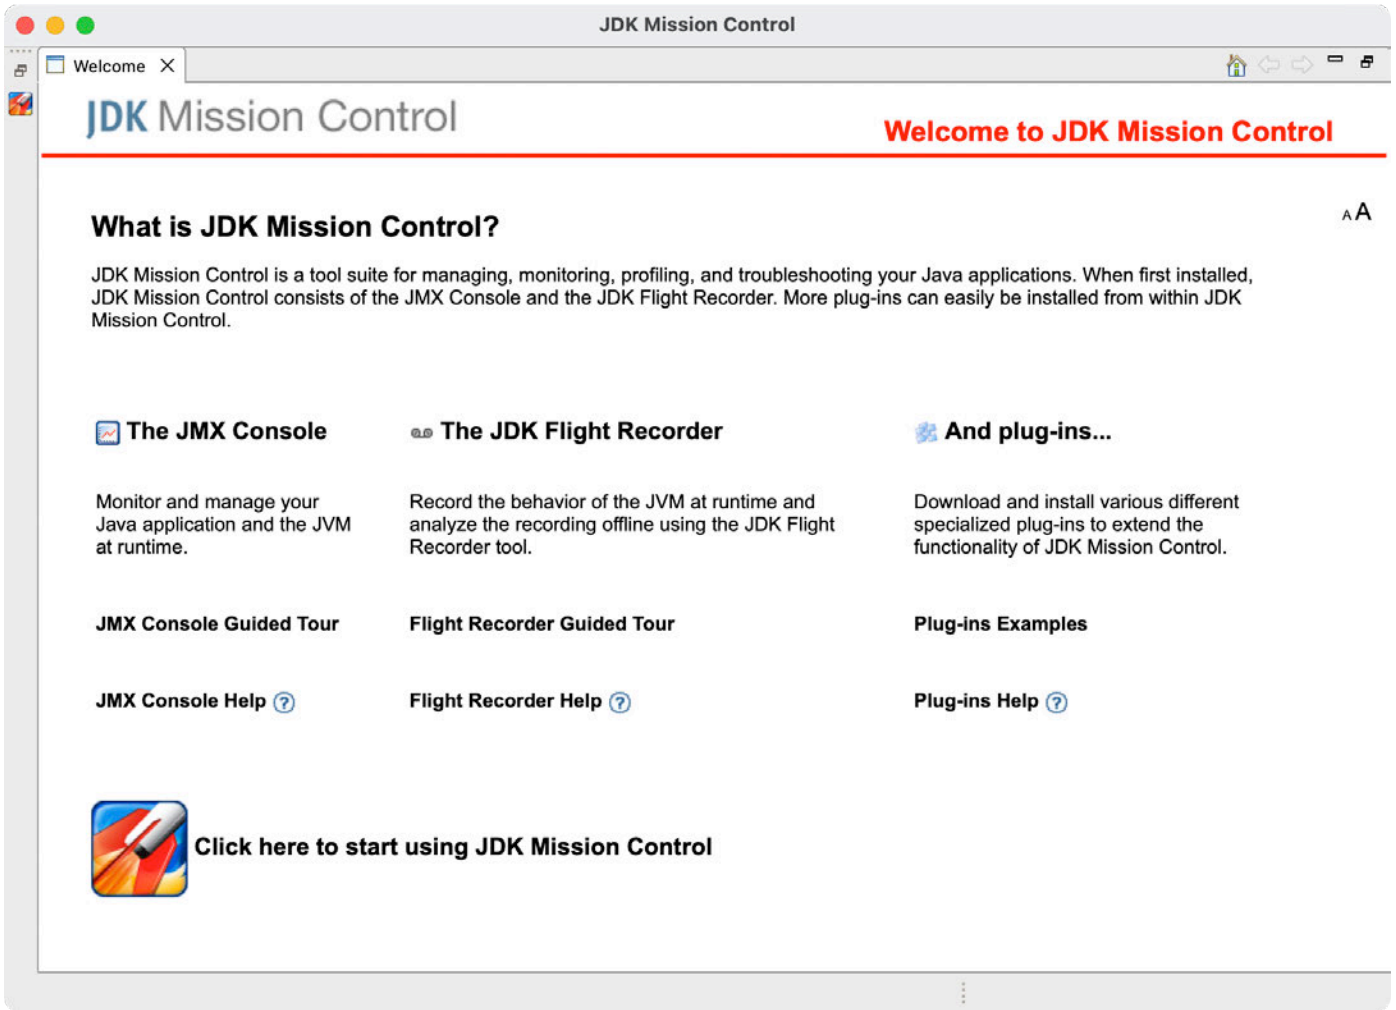 JDK Mission Control
Welcome
JDK Mission Control
Welcome to JDK Mission Control
A A
What is JDK Mission Control?
JDK Mission Control is a tool suite for managing, monitoring, profiling, and troubleshooting your Java applications. When first installed,
JDK Mission Control consists of the JMX Console and the JDK Flight Recorder. More plug-ins can easily be installed from within JDK
Mission Control.
The JMX Console
Monitor and manage your
Java application and the JVM
at runtime.
JMX Console Guided Tour
JMX Console Help ?
The JDK Flight Recorder
Record the behavior of the JVM at runtime and
analyze the recording offline using the JDK Flight
Recorder tool.
Flight Recorder Guided Tour
Flight Recorder Help ?
And plug-ins...
Download and install various different
specialized plug-ins to extend the
functionality of JDK Mission Control.
Plug-ins Examples
Plug-ins Help ?
Click here to start using JDK Mission Control